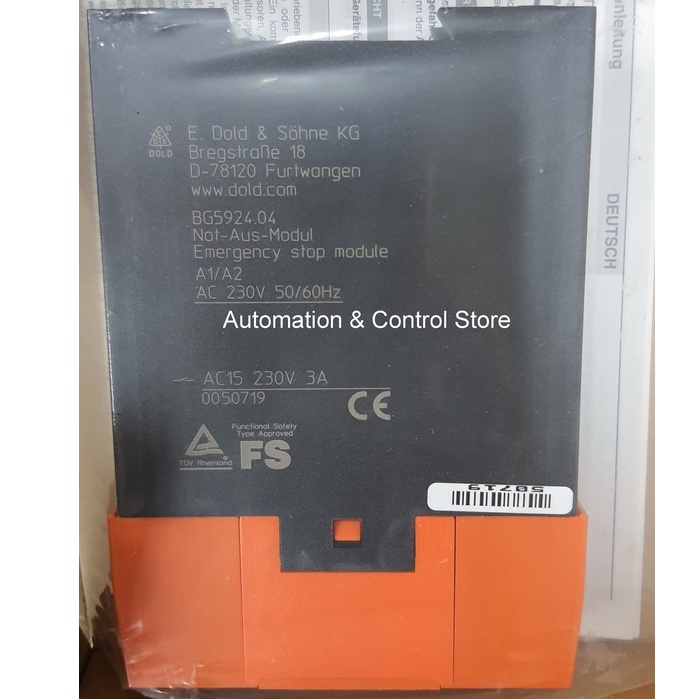 anleitung
DEUTSCH
E. Dold & Söhne KG
DOLD
Bregstraße 18
D-78120 Furtwangen
www.dold.com
BG5924.04
Not-Aus-Modul
Emergency stop module
A1/A2
AC 230V 50/60Hz
Automation & Control Store
AC15 230V 3A
0050719
CE
Functional Safety
Type Approved
FS
TÜV Rheinland
50719